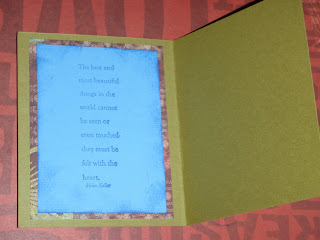 The best and
most beautiful
things in the
world cannot
be seen or
even touched,
they must be
felt with the
heart.
Helen Keller